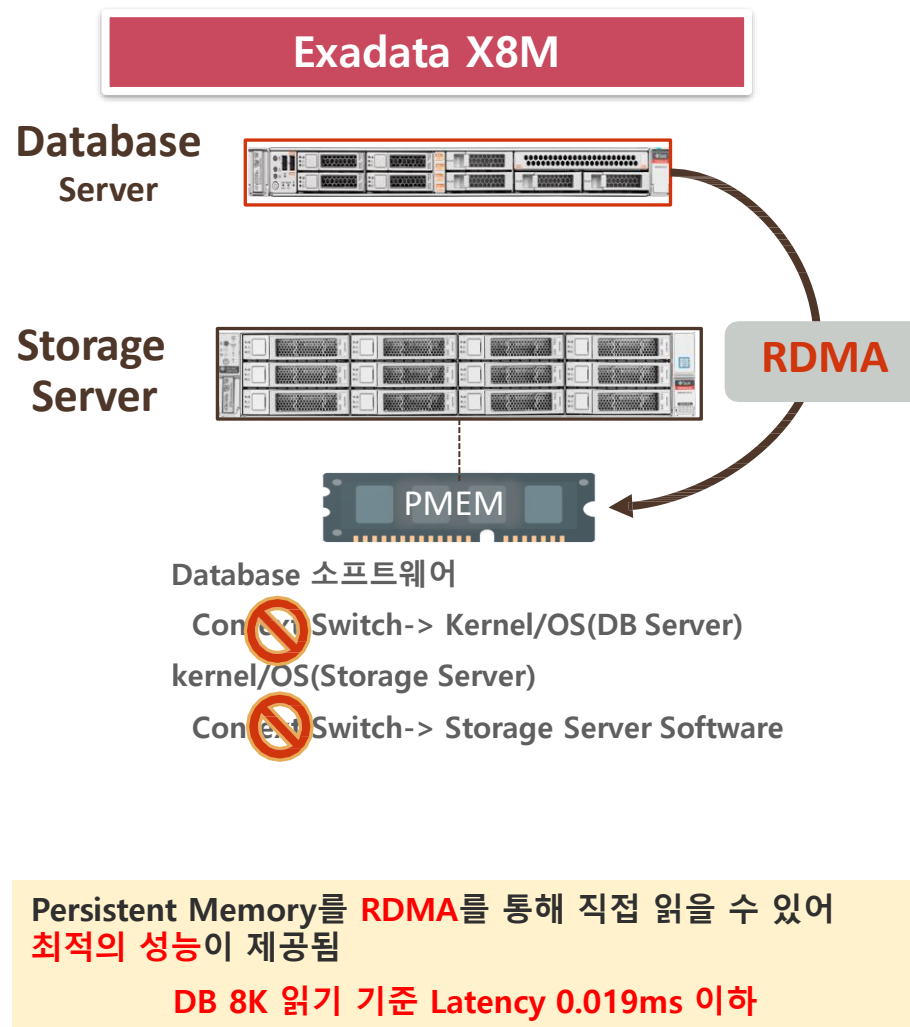 Exadata X8M
Database
Server
Storage
Server
RDMA
PMEM
Database 소프트웨어
Context Switch-> Kernel/OS(DB Server)
kernel/OS(Storage Server)
Context Switch-> Storage Server Software
Persistent Memory를 RDMA를 통해 직접 읽을 수 있어
최적의 성능이 제공됨
DB 8K 읽기 기준 Latency 0.019ms 이하